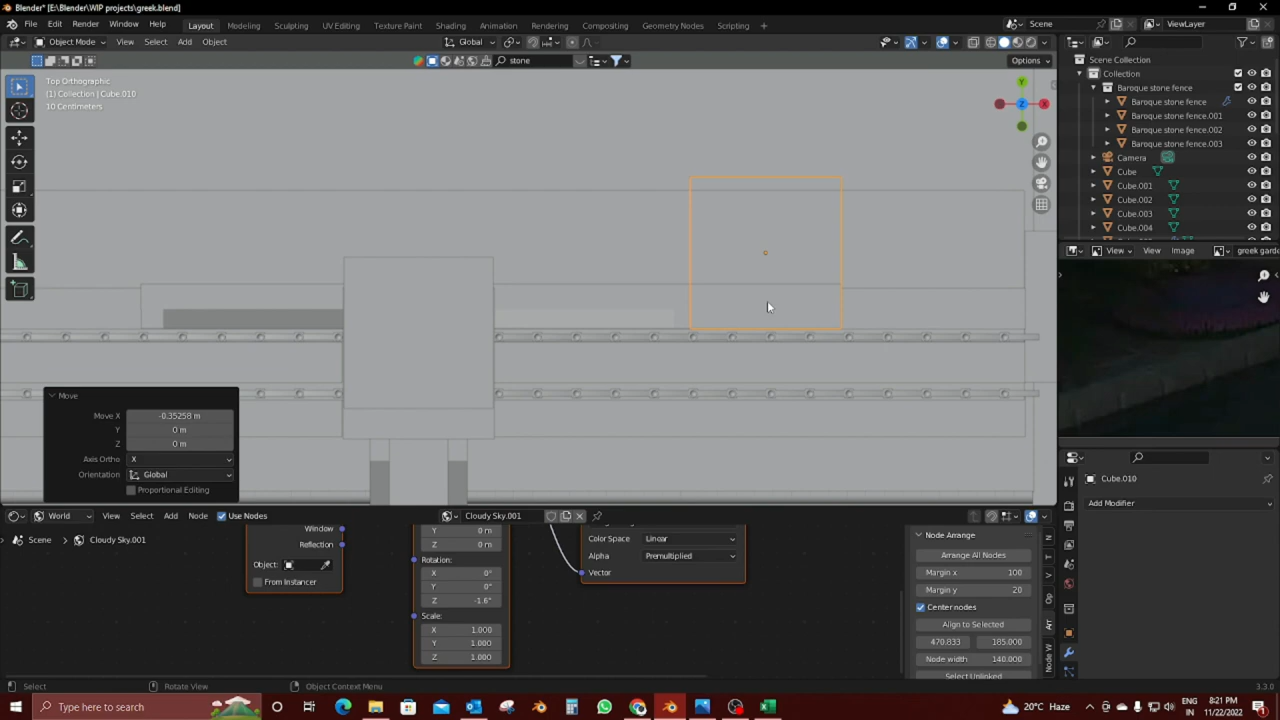 Blender* [E:\Blender\WIP projects\greek.blend]
File Edit Render Window Help Layout Modeling Sculpting UV Editing Texture Paint Shading Animation Rendering Compositing Geometry Nodes Scripting Scene ViewLayer
Object Mode View Select Add Object Global
stone Options
Top Orthographic
(1) Collection | Cube.010
10 Centimeters
Y
Z
X
Scene Collection
Collection
Baroque stone fence
Baroque stone fence
Baroque stone fence.001
Baroque stone fence.002
Baroque stone fence.003
Camera
Cube
Cube.001
Cube.002
Cube.003
Cube.004
View View Image greek gard
Move
Move X -0.35258 m
Y 0 m
Z 0 m
Axis Ortho X
Orientation Global
Proportional Editing
Cube.010
Add Modifier
World View Select Add Node Use Nodes Cloudy Sky.001
Scene Cloudy Sky.001
Window
Reflection
Object:
From Instancer
Y 0 m
Z 0 m
Rotation:
X 0°
Y 0°
Z -1.6°
Scale:
X 1.000
Y 1.000
Z 1.000
Color Space Linear
Alpha Premultiplied
Vector
Node Arrange
Arrange All Nodes
Margin x 100
Margin y 20
Center nodes
Align to Selected
470.833 185.000
Node width 140.000
Select Unlinked
N
T
V
Op
Arr
Node W
Select Rotate View Object Context Menu 3.3.0
Type here to search
20°C Haze
ENG
IN
8:21 PM
11/22/2022
1